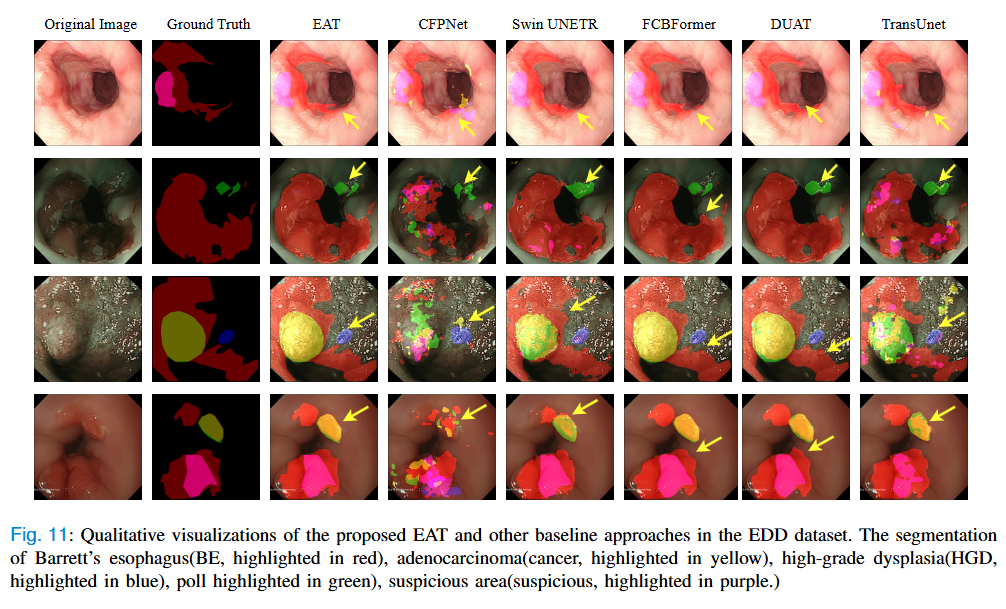 Original Image Ground Truth EAT CFPNet Swin UNETR FCBFormer DUAT TransUnet
Fig. 11: Qualitative visualizations of the proposed EAT and other baseline approaches in the EDD dataset. The segmentation
of Barrett's esophagus(BE, highlighted in red), adenocarcinoma(cancer, highlighted in yellow), high-grade dysplasia(HGD,
highlighted in blue), poll highlighted in green), suspicious area(suspicious, highlighted in purple.)